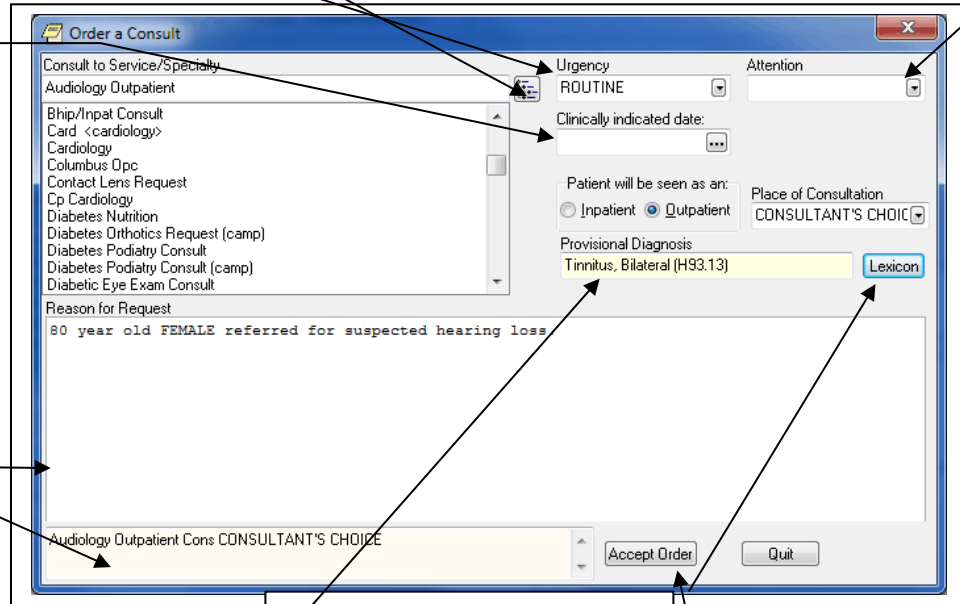 Order a Consult
Consult to Service/Specialty
Audiology Outpatient
Bhip/Inpat Consult
Card <cardiology>
Cardiology
Columbus Opc
Contact Lens Request
Cp Cardiology
Diabetes Nutrition
Diabetes Orthotics Request (camp)
Diabetes Podiatry Consult
Diabetes Podiatry Consult (camp)
Diabetic Eye Exam Consult
Urgency
ROUTINE
Attention
Clinically indicated date:
...
Patient will be seen as an:
Inpatient
Outpatient
Place of Consultation
CONSULTANT'S CHOIC
Provisional Diagnosis
Tinnitus, Bilateral (H93.13)
Lexicon
Reason for Request
80 year old FEMALE referred for suspected hearing loss.
Audiology Outpatient Cons CONSULTANT'S CHOICE
Accept Order
Quit